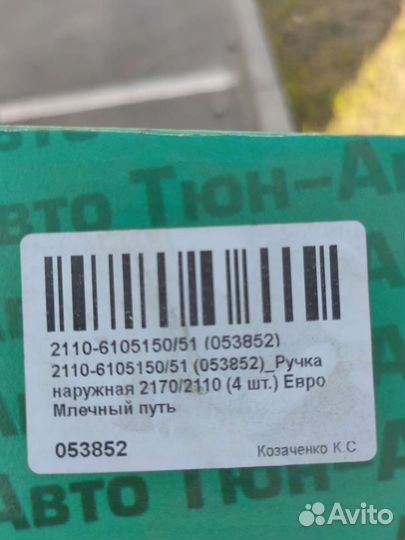 Авто Тюн-Ав
2110-6105150/51 (053852)
2110-6105150/51 (053852)_Ручка
наружная 2170/2110 (4 шт.) Евро
Млечный путь
053852
Козаченко К.С
Авто Тюн-А
Avito